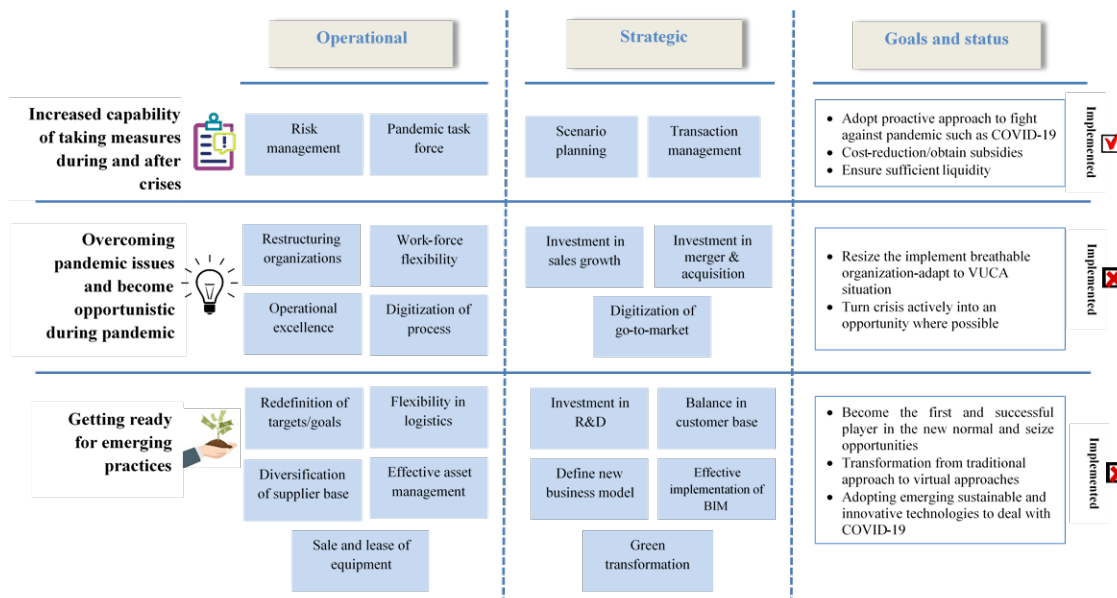 Operational
Strategic
Goals and status
Increased capability
of taking measures
during and after
crises
Risk
management
Pandemic task
force
Scenario
planning
Transaction
management
• Adopt proactive approach to fight
against pandemic such as COVID-19
• Cost-reduction/obtain subsidies
• Ensure sufficient liquidity
Implemented
Overcoming
pandemic issues
and become
opportunistic
during pandemic
Restructuring
organizations
Work-force
flexibility
Operational
excellence
Digitization of
process
Investment in
sales growth
Investment in
merger &
acquisition
Digitization of
go-to-market
• Resize the implement breathable
organization-adapt to VUCA
situation
• Turn crisis actively into an
opportunity where possible
Implemented
Getting ready
for emerging
practices
Redefinition of
targets/goals
Flexibility in
logistics
Diversification
of supplier base
Effective asset
management
Sale and lease of
equipment
Investment in
R&D
Balance in
customer base
Define new
business model
Effective
implementation of
BIM
Green
transformation
• Become the first and successful
player in the new normal and seize
opportunities
• Transformation from traditional
approach to virtual approaches
• Adopting emerging sustainable and
innovative technologies to deal with
COVID-19
Implemented